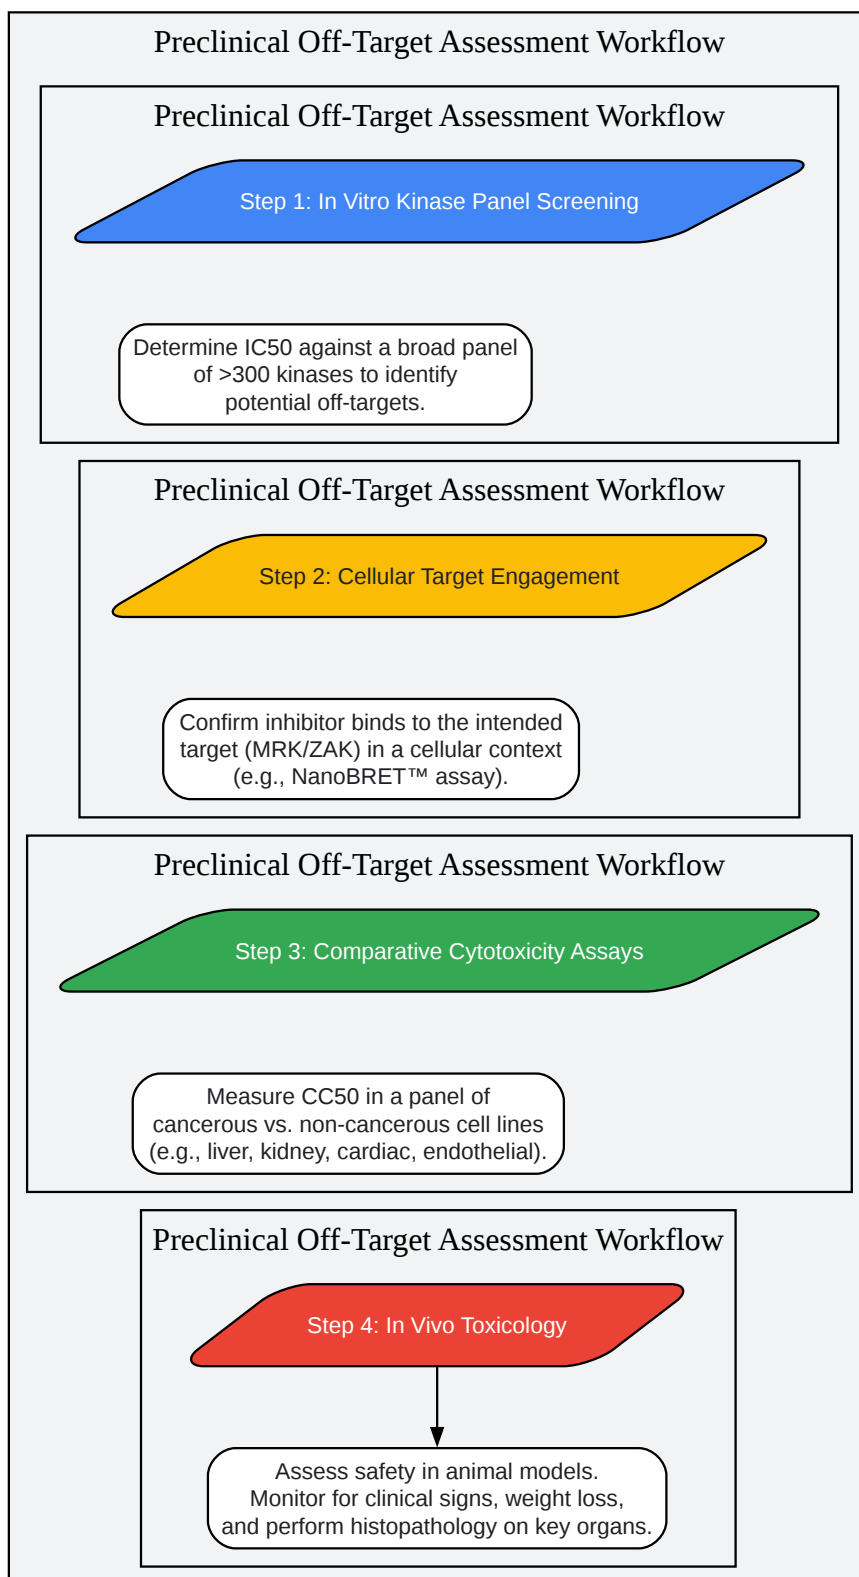 Preclinical Off-Target Assessment Workflow
Preclinical Off-Target Assessment Workflow
Step 1: In Vitro Kinase Panel Screening
Determine IC50 against a broad panel
of >300 kinases to identify
potential off-targets.
Preclinical Off-Target Assessment Workflow
Step 2: Cellular Target Engagement
Confirm inhibitor binds to the intended
target (MRK/ZAK) in a cellular context
(e.g., NanoBRET™ assay).
Preclinical Off-Target Assessment Workflow
Step 3: Comparative Cytotoxicity Assays
Measure CC50 in a panel of
cancerous vs. non-cancerous cell lines
(e.g., liver, kidney, cardiac, endothelial).
Preclinical Off-Target Assessment Workflow
Step 4: In Vivo Toxicology
Assess safety in animal models.
Monitor for clinical signs, weight loss,
and perform histopathology on key organs.